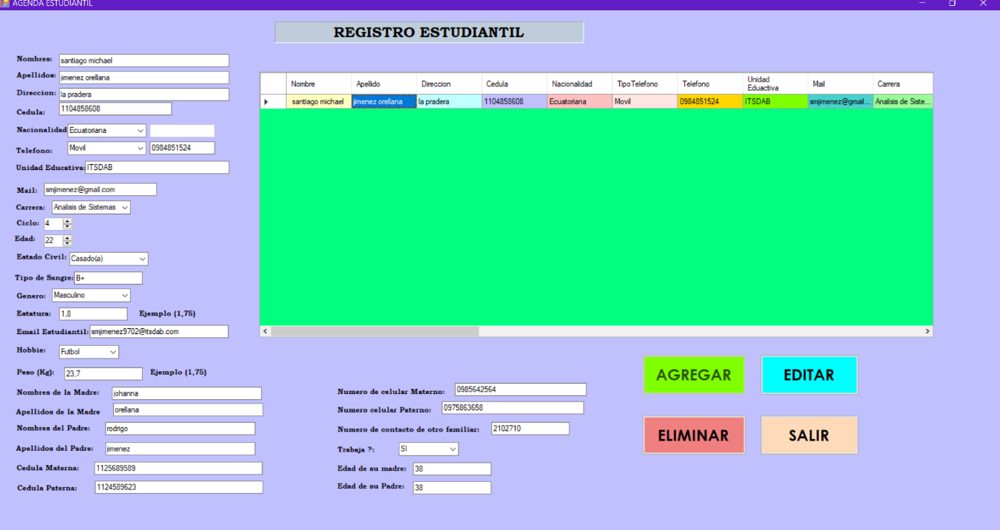 AGENDA ESTUDIANTIL
REGISTRO ESTUDIANTIL
Nombres: santiago michael
Apellidos: jimenez orellana
Direccion: la pradera
Cedula: 1104858608
Nacionalidad Ecuatoriana
Telefono: Movil 0984851524
Unidad Educativa: ITSDAB
Mail: smjimenez@gmail.com
Carrera: Analisis de Sistemas
Ciclo: 4
Edad: 22
Estado Civil: Casado(a)
Tipo de Sangre: B+
Genero: Masculino
Estatura: 1,8 Ejemplo (1,75)
Email Estudiantil: smjimenez9702@itsdab.com
Hobbie: Futbol
Peso (Kg): 23,7 Ejemplo (1,75)
Nombres de la Madre: johanna
Apellidos de la Madre orellana
Nombres del Padre: rodrigo
Apellidos del Padre: jimenez
Cedula Materna: 1125689589
Cedula Paterna: 1124589623
Nombre Apellido Direccion Cedula Nacionalidad TipoTelefono Telefono Unidad Eduactiva Mail Carrera
santiago michael jimenez orellana la pradera 1104858608 Ecuatoriana Movil 0984851524 ITSDAB smjimenez@gmail... Analisis de Siste...
Numero de celular Materno: 0985642564
Numero celular Paterno: 0975863658
Numero de contacto de otro familiar: 2102710
Trabaja ?: SI
Edad de su madre: 38
Edad de su Padre: 38
AGREGAR
EDITAR
ELIMINAR
SALIR